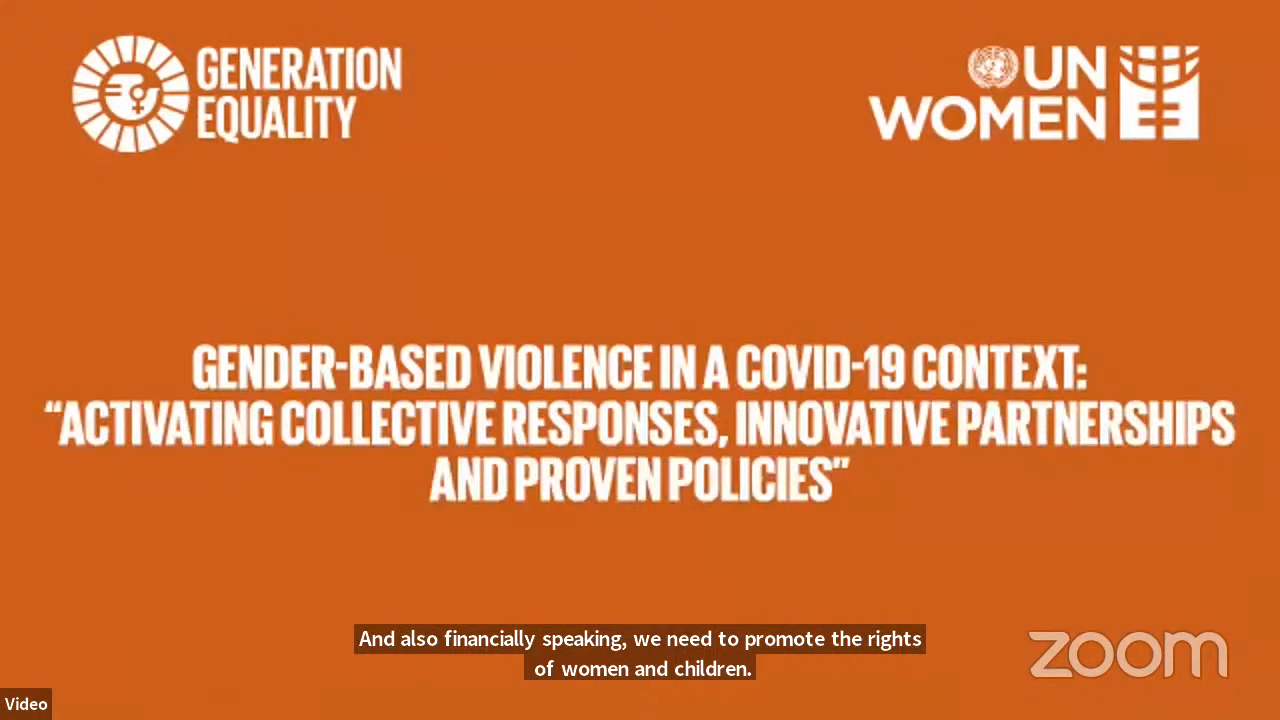 GENERATION
EQUALITY
UN
WOMEN
GENDER-BASED VIOLENCE IN A COVID-19 CONTEXT:
“ACTIVATING COLLECTIVE RESPONSES, INNOVATIVE PARTNERSHIPS
AND PROVEN POLICIES”
And also financially speaking, we need to promote the rights
of women and children.
zoom
Video